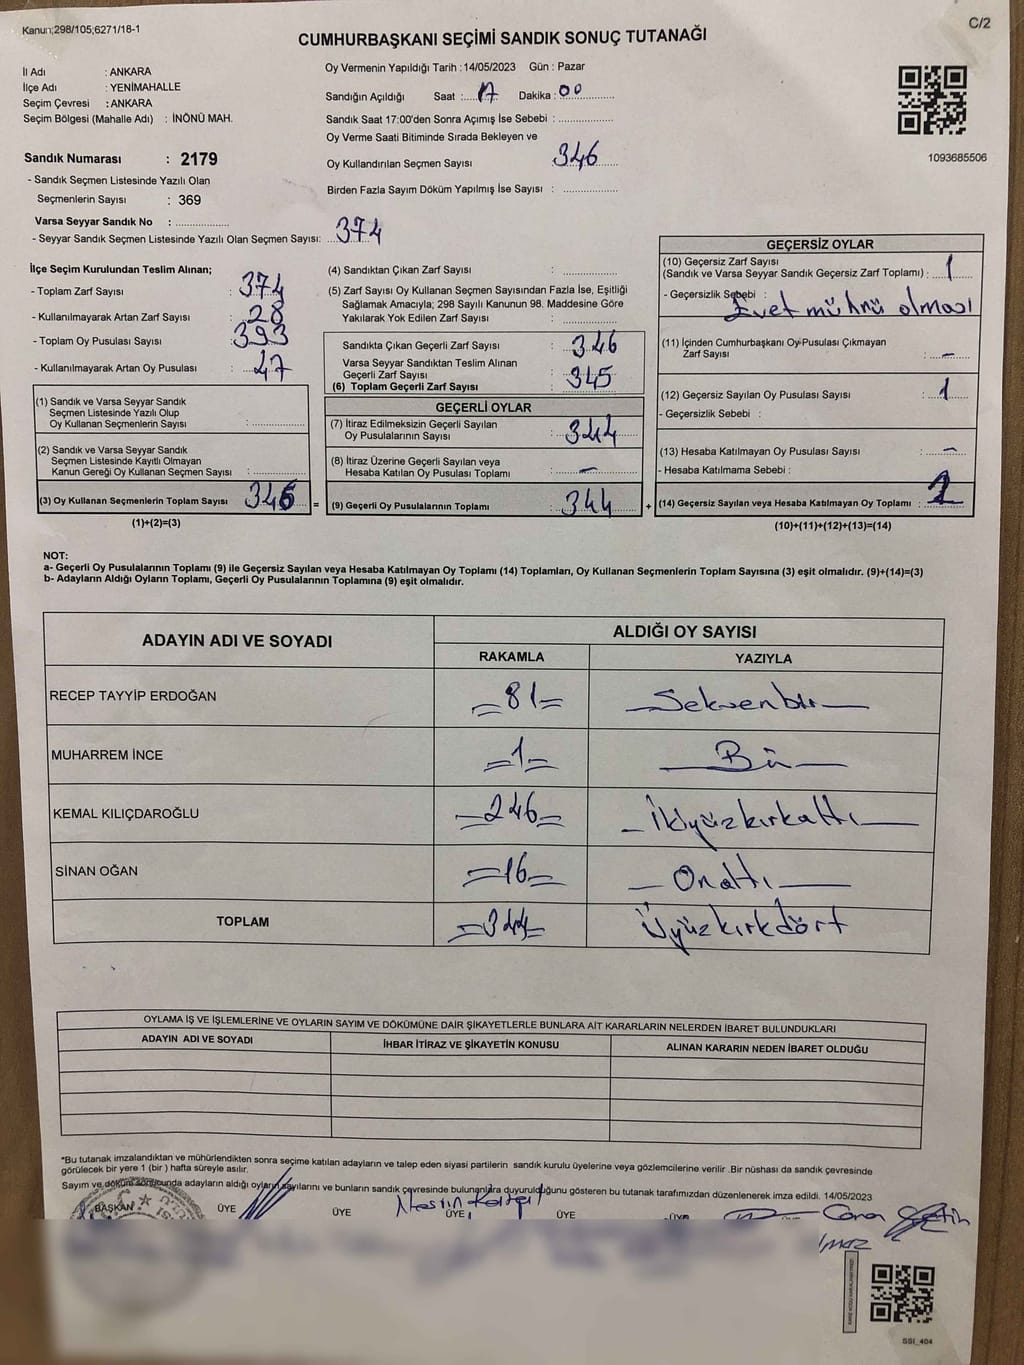 Kanun;298/105;6271/18-1
C/2
CUMHURBAŞKANI SEÇİMİ SANDIK SONUÇ TUTANAĞI
İl Adı : ANKARA
İlçe Adı : YENİMAHALLE
Seçim Çevresi : ANKARA
Seçim Bölgesi (Mahalle Adı) : İNÖNÜ MAH.
Sandık Numarası : 2179
- Sandık Seçmen Listesinde Yazılı Olan
Seçmenlerin Sayısı : 369
Varsa Seyyar Sandık No : ....................
- Seyyar Sandık Seçmen Listesinde Yazılı Olan Seçmen Sayısı: 374
Oy Vermenin Yapıldığı Tarih : 14/05/2023 Gün : Pazar
Sandığın Açıldığı Saat : 17 Dakika : 00
Sandık Saat 17:00'den Sonra Açımış İse Sebebi : ....................
Oy Verme Saati Bitiminde Sırada Bekleyen ve
Oy Kullandırılan Seçmen Sayısı 346
Birden Fazla Sayım Döküm Yapılmış İse Sayısı : ....................
1093685506
İlçe Seçim Kurulundan Teslim Alınan;
- Toplam Zarf Sayısı : 374
- Kullanılmayarak Artan Zarf Sayısı : 28
- Toplam Oy Pusulası Sayısı : 393
- Kullanılmayarak Artan Oy Pusulası : 47
(1) Sandık ve Varsa Seyyar Sandık
Seçmen Listesinde Yazılı Olup
Oy Kullanan Seçmenlerin Sayısı : ....................
(2) Sandık ve Varsa Seyyar Sandık
Seçmen Listesinde Kayıtlı Olmayan
Kanun Gereği Oy Kullanan Seçmen Sayısı : ....................
(3) Oy Kullanan Seçmenlerin Toplam Sayısı 346 =
(1)+(2)=(3)
(4) Sandıktan Çıkan Zarf Sayısı : ....................
(5) Zarf Sayısı Oy Kullanan Seçmen Sayısından Fazla İse, Eşitliği
Sağlamak Amacıyla; 298 Sayılı Kanunun 98. Maddesine Göre
Yakılarak Yok Edilen Zarf Sayısı : ....................
Sandıkta Çıkan Geçerli Zarf Sayısı : 346
Varsa Seyyar Sandıktan Teslim Alınan
Geçerli Zarf Sayısı : 345
(6) Toplam Geçerli Zarf Sayısı
GEÇERLİ OYLAR
(7) İtiraz Edilmeksizin Geçerli Sayılan
Oy Pusulalarının Sayısı : 344
(8) İtiraz Üzerine Geçerli Sayılan veya
Hesaba Katılan Oy Pusulası Toplamı : -
(9) Geçerli Oy Pusulalarının Toplamı : 344 +
GEÇERSİZ OYLAR
(10) Geçersiz Zarf Sayısı
(Sandık ve Varsa Seyyar Sandık Geçersiz Zarf Toplamı) : 1
- Geçersizlik Sebebi : Evet mührü olması
(11) İçinden Cumhurbaşkanı Oy-Pusulası Çıkmayan
Zarf Sayısı : -
(12) Geçersiz Sayılan Oy Pusulası Sayısı : 1
- Geçersizlik Sebebi :
(13) Hesaba Katılmayan Oy Pusulası Sayısı : -
- Hesaba Katılmama Sebebi :
(14) Geçersiz Sayılan veya Hesaba Katılmayan Oy Toplamı : 2
(10)+(11)+(12)+(13)=(14)
NOT:
a- Geçerli Oy Pusulalarının Toplamı (9) ile Geçersiz Sayılan veya Hesaba Katılmayan Oy Toplamı (14) Toplamları, Oy Kullanan Seçmenlerin Toplam Sayısına (3) eşit olmalıdır. (9)+(14)=(3)
b- Adayların Aldığı Oyların Toplamı, Geçerli Oy Pusulalarının Toplamına (9) eşit olmalıdır.
ADAYIN ADI VE SOYADI ALDIĞI OY SAYISI
RAKAMLA YAZIYLA
RECEP TAYYİP ERDOĞAN =81= Seksenbir
MUHARREM İNCE =1= Bir
KEMAL KILIÇDAROĞLU =246= İkiyüzkırkaltı
SİNAN OĞAN =16= Onaltı
TOPLAM =344= Üçyüzkırkdört
OYLAMA İŞ VE İŞLEMLERİNE VE OYLARIN SAYIM VE DÖKÜMÜNE DAİR ŞİKAYETLERLE BUNLARA AİT KARARLARIN NELERDEN İBARET BULUNDUKLARI
ADAYIN ADI VE SOYADI İHBAR İTİRAZ VE ŞİKAYETİN KONUSU ALINAN KARARIN NEDEN İBARET OLDUĞU
*Bu tutanak imzalandıktan ve mühürlendikten sonra seçime katılan adayların ve talep eden siyasi partilerin sandık kurulu üyelerine veya gözlemcilerine verilir .Bir nüshası da sandık çevresinde
görülecek bir yere 1 (bir ) hafta süreyle asılır.
Sayım ve döküm sonucunda adayların aldığı oyların sayılarını ve bunların sandık çevresinde bulunanlara duyurulduğunu gösteren bu tutanak tarafımızdan düzenlenerek imza edildi. 14/05/2023
BAŞKAN ÜYE ÜYE ÜYE ÜYE ÜYE
SSI_404